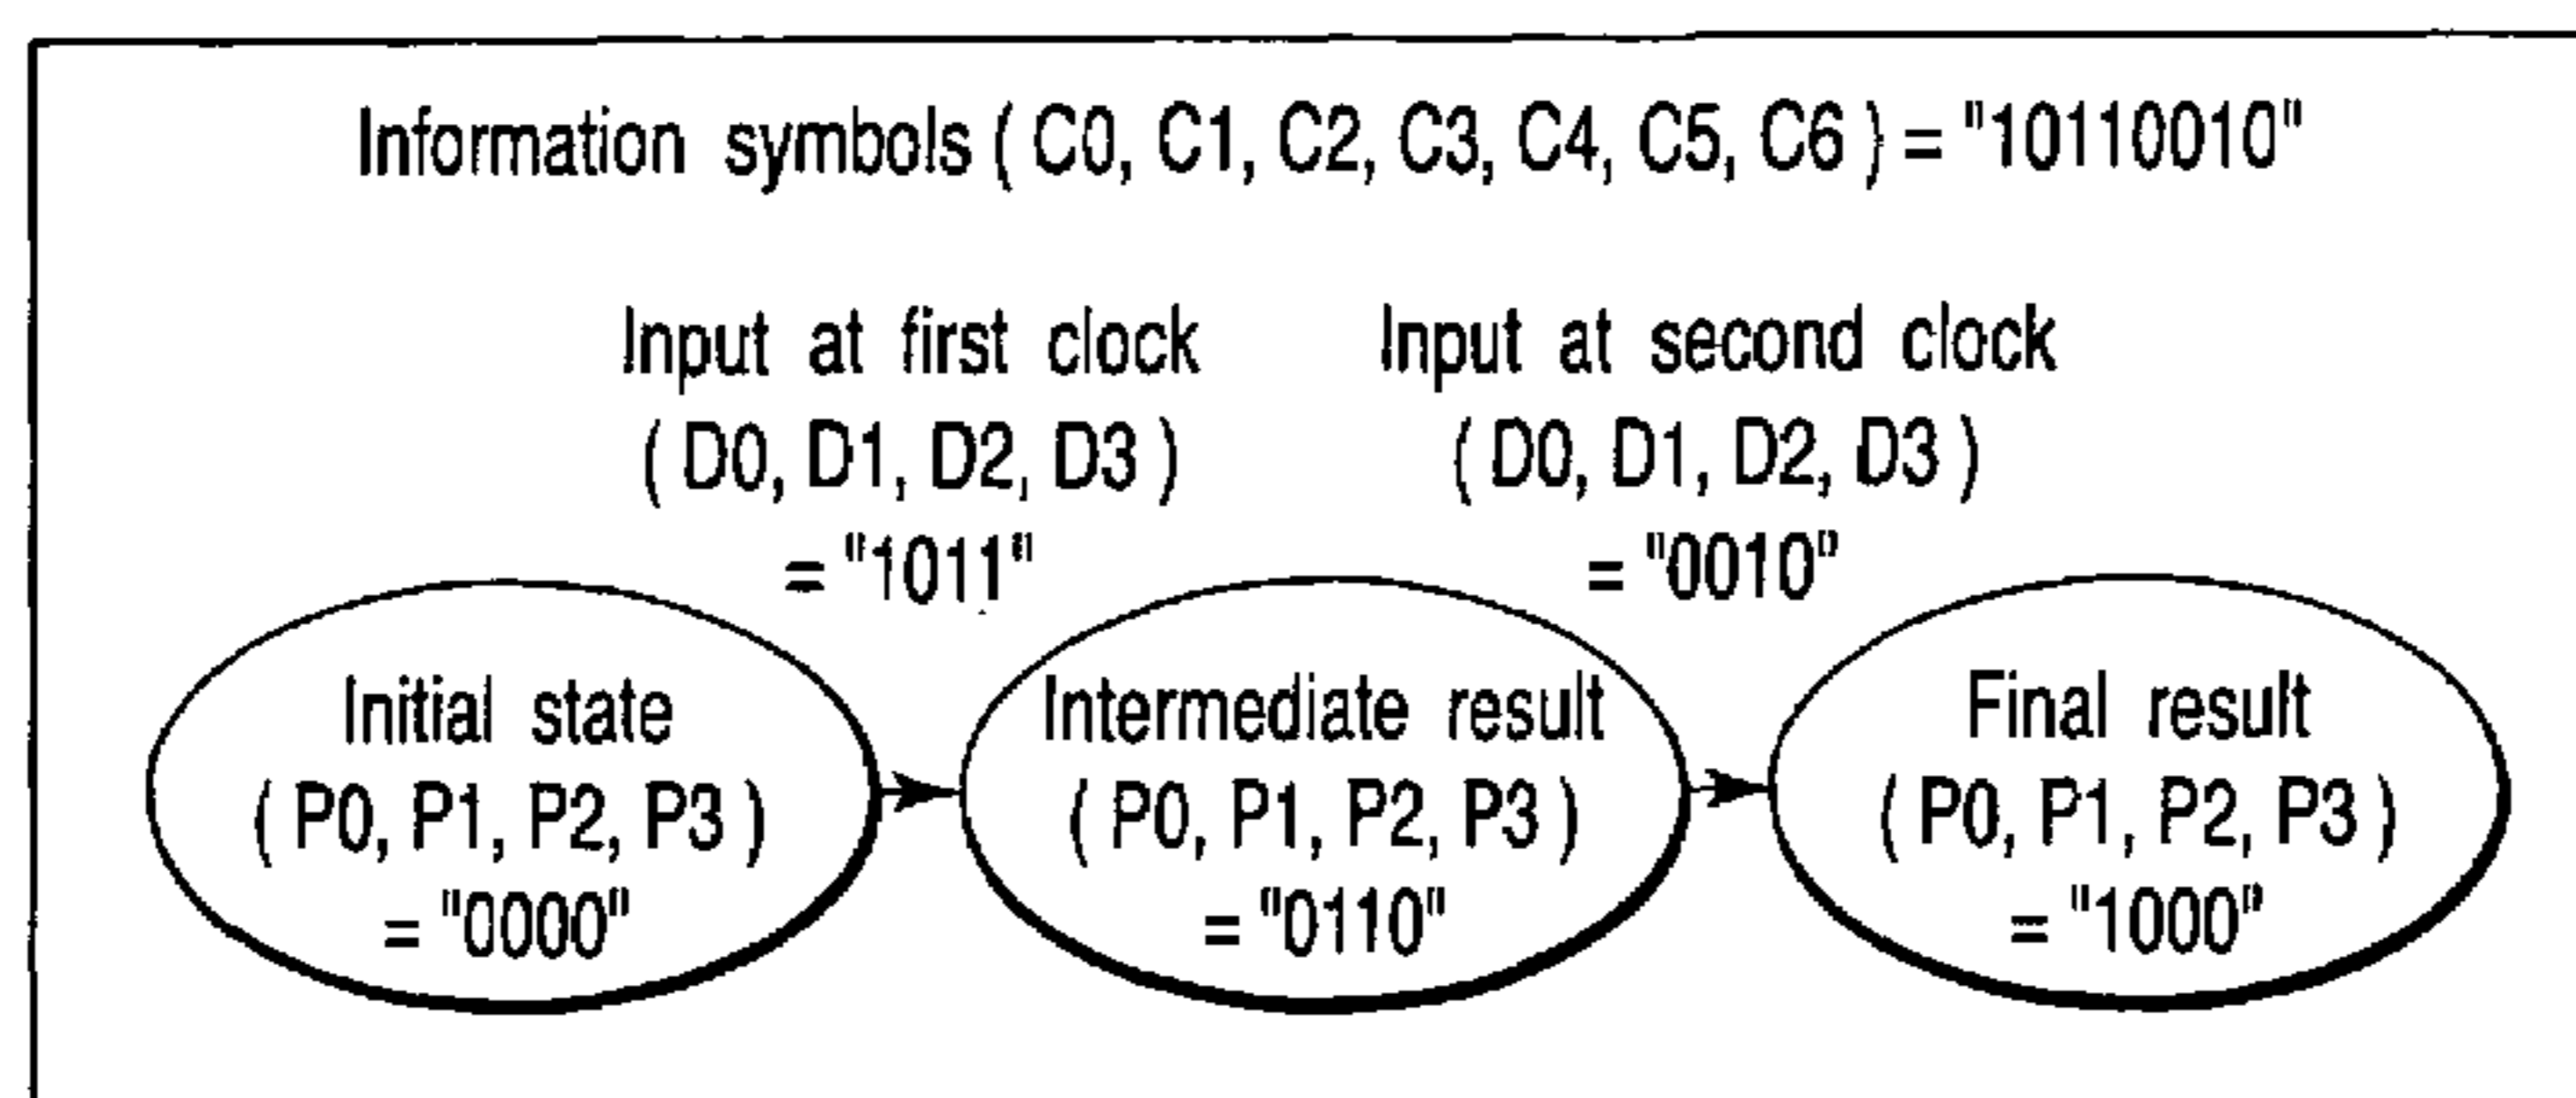 Information symbols ( C0, C1, C2, C3, C4, C5, C6 ) = "10110010"
Input at first clock
( D0, D1, D2, D3 )
= "1011"
Input at second clock
( D0, D1, D2, D3 )
= "0010"
Initial state
( P0, P1, P2, P3 )
= "0000"
Intermediate result
( P0, P1, P2, P3 )
= "0110"
Final result
( P0, P1, P2, P3 )
= "1000"